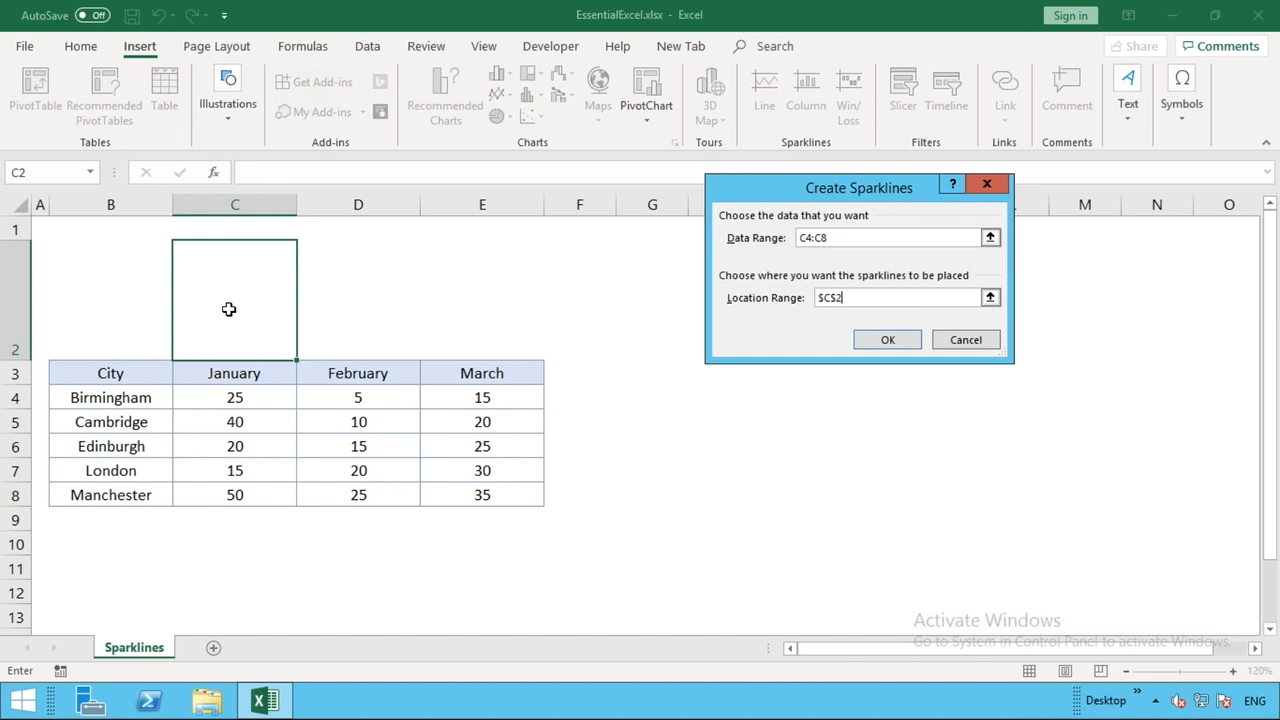 AutoSave Off EssentialExcel.xlsx - Excel Sign in
File Home Insert Page Layout Formulas Data Review View Developer Help New Tab Search Share Comments
PivotTable Recommended PivotTables Table
Illustrations
Get Add-ins
My Add-ins
Recommended Charts
Maps PivotChart
3D Map
Line Column Win/Loss
Slicer Timeline
Link
Comment
Text
Symbols
Tables Add-ins Charts Tours Sparklines Filters Links Comments
C2 fx
A B C D E F G M N O
Create Sparklines ?
Choose the data that you want
Data Range: C4:C8
Choose where you want the sparklines to be placed
Location Range: $C$2
OK Cancel
1
2
3 City January February March
4 Birmingham 25 5 15
5 Cambridge 40 10 20
6 Edinburgh 20 15 25
7 London 15 20 30
8 Manchester 50 25 35
9
10
11
12
13
Activate Windows
Go to System in Control Panel to activate Windows.
Sparklines
Enter 120%
Desktop ENG